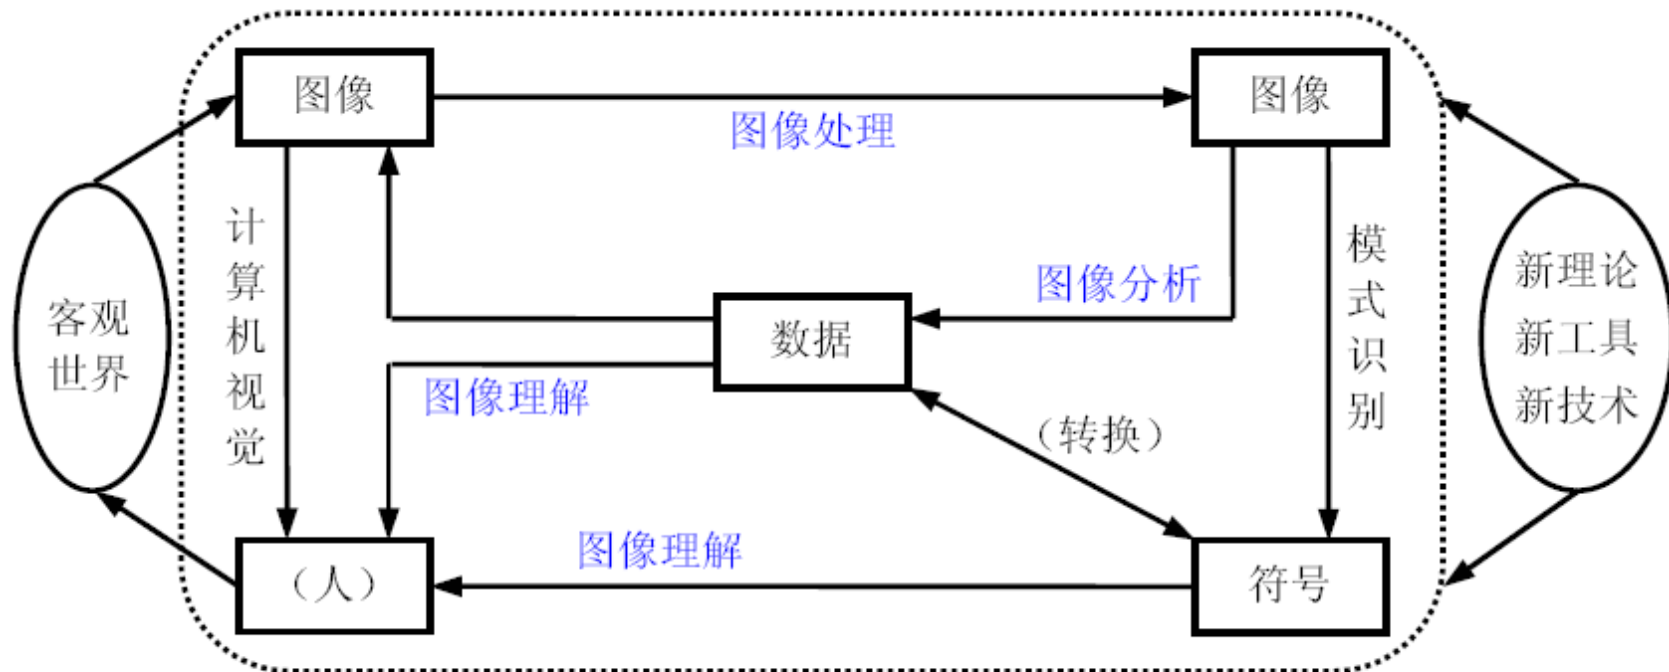 图像
图像
图像处理
计算机视觉
图像分析
模式识别
客观
世界
数据
新理论
新工具
新技术
图像理解
（转换）
图像理解
（人）
符号